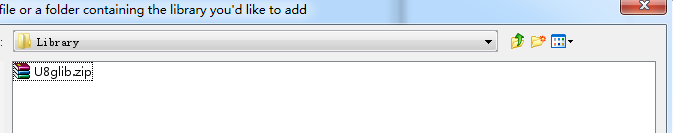 file or a folder containing the library you'd like to add
:
Library
U8glib.zip